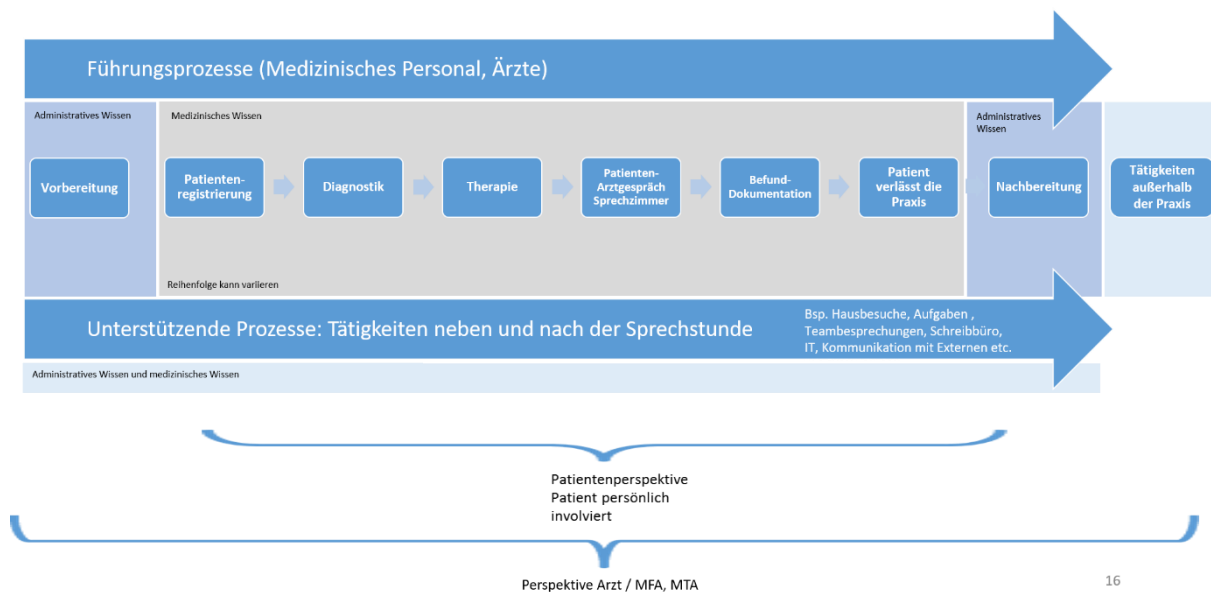 Führungsprozesse (Medizinisches Personal, Ärzte)
Administratives Wissen
Medizinisches Wissen
Administratives
Wissen
Vorbereitung
Patienten-
registrierung
Diagnostik
Therapie
Patienten-
Arztgespräch
Sprechzimmer
Befund-
Dokumentation
Patient
verlässt die
Praxis
Nachbereitung
Tätigkeiten
außerhalb
der Praxis
Reihenfolge kann variieren
Unterstützende Prozesse: Tätigkeiten neben und nach der Sprechstunde
Bsp. Hausbesuche, Aufgaben ,
Teambesprechungen, Schreibbüro,
IT, Kommunikation mit Externen etc.
Administratives Wissen und medizinisches Wissen
Patientenperspektive
Patient persönlich
involviert
Perspektive Arzt / MFA, MTA
16